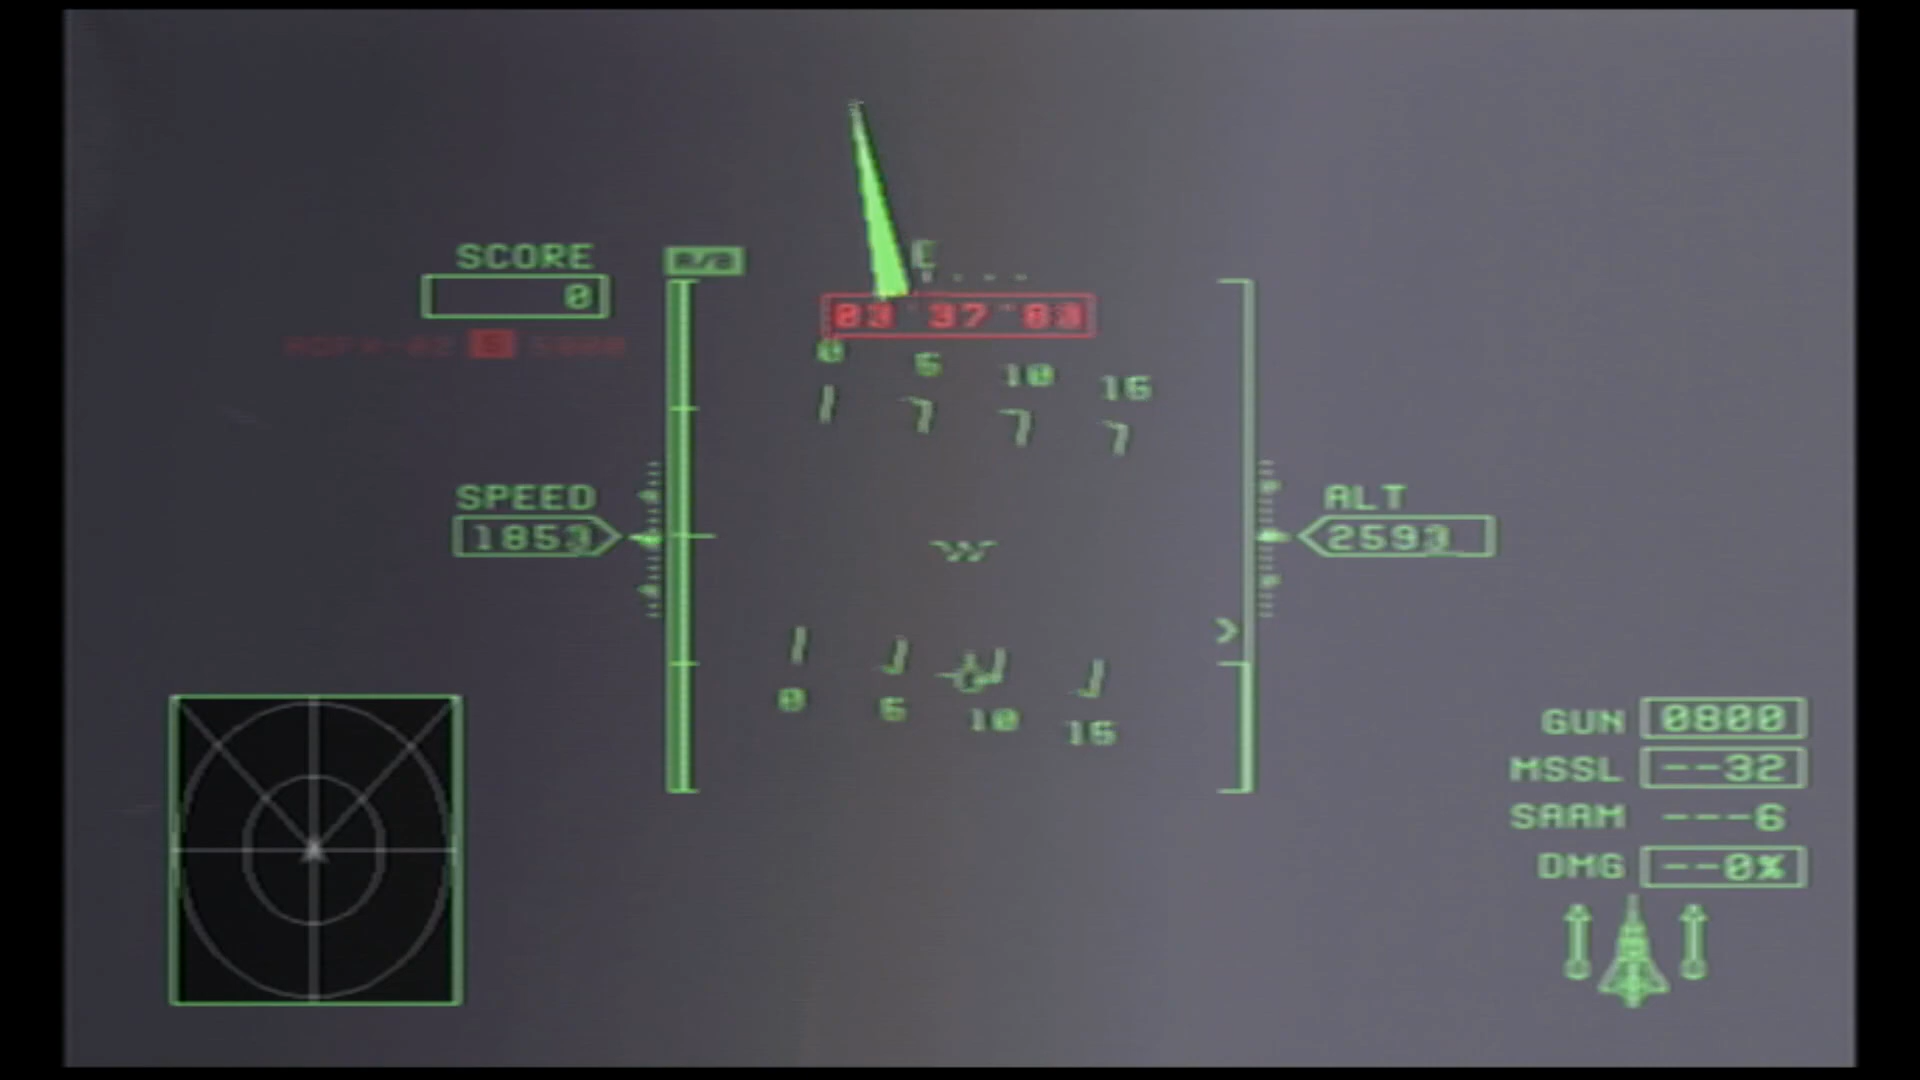 SCORE
0
E
03'37"83
0 5 10 15
SPEED
1853
ALT
2593
0 5 10 15
GUN 0800
MSSL --32
SAAM ---6
DMG --0%